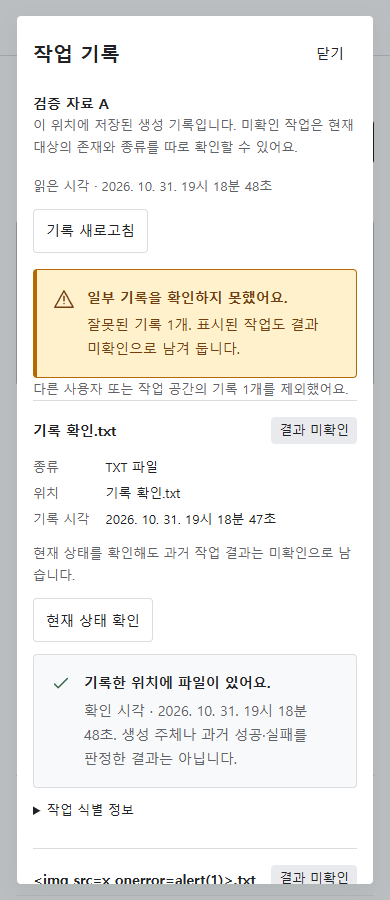 작업 기록
닫기
검증 자료 A
이 위치에 저장된 생성 기록입니다. 미확인 작업은 현재
대상의 존재와 종류를 따로 확인할 수 있어요.
읽은 시각 · 2026. 10. 31. 19시 18분 48초
기록 새로고침
일부 기록을 확인하지 못했어요.
잘못된 기록 1개. 표시된 작업도 결과
미확인으로 남겨 둡니다.
다른 사용자 또는 작업 공간의 기록 1개를 제외했어요.
기록 확인.txt
결과 미확인
종류 TXT 파일
위치 기록 확인.txt
기록 시각 2026. 10. 31. 19시 18분 47초
현재 상태를 확인해도 과거 작업 결과는 미확인으로 남
습니다.
현재 상태 확인
기록한 위치에 파일이 있어요.
확인 시각 · 2026. 10. 31. 19시 18분
48초. 생성 주체나 과거 성공·실패를
판정한 결과는 아닙니다.
▶ 작업 식별 정보
<img src=x onerror=alert(1)>.txt
결과 미확인